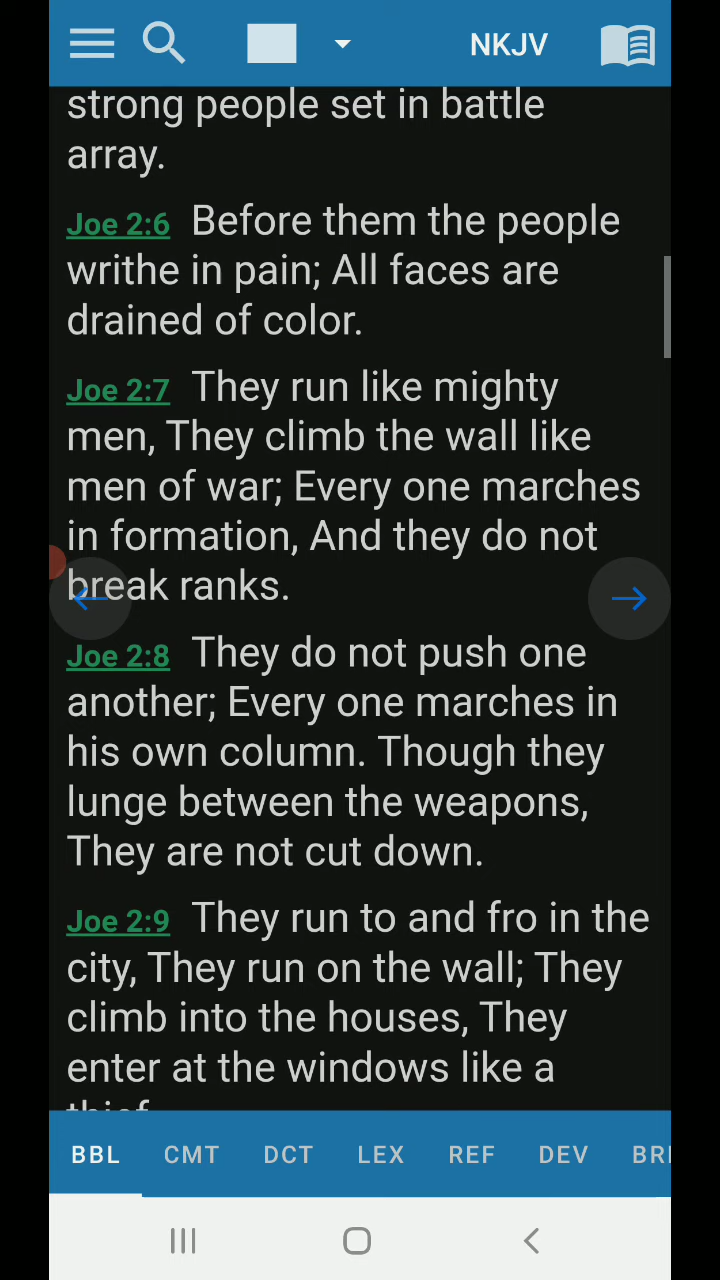 NKJV
strong people set in battle
array.
Joe 2:6 Before them the people
writhe in pain; All faces are
drained of color.
Joe 2:7 They run like mighty
men, They climb the wall like
men of war; Every one marches
in formation, And they do not
break ranks.
Joe 2:8 They do not push one
another; Every one marches in
his own column. Though they
lunge between the weapons,
They are not cut down.
Joe 2:9 They run to and fro in the
city, They run on the wall; They
climb into the houses, They
enter at the windows like a
thief
BBL CMT DCT LEX REF DEV BRI